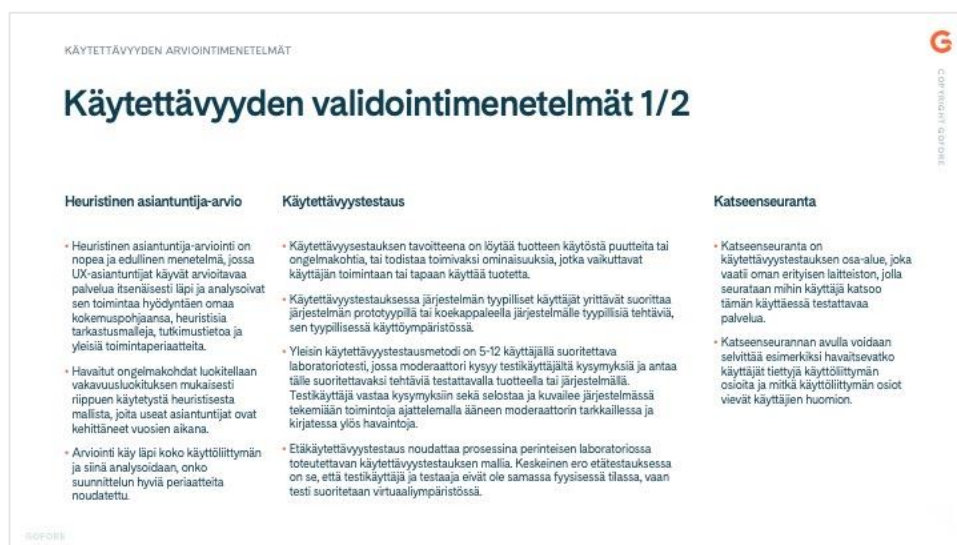 KÄYTETTÄVYYDEN ARVIOINTIMENETELMÄT
Käytettävyyden validointimenetelmät 1/2
COPYRIGHT GOFORE
Heuristinen asiantuntija-arvio
• Heuristinen asiantuntija-arviointi on
nopea ja edullinen menetelmä, jossa
UX-asiantuntijat käyvät arvioitavaa
palvelua itsenäisesti läpi ja analysoivat
sen toimintaa hyödyntäen omaa
kokemuspohjaansa, heuristisia
tarkastusmalleja, tutkimustietoa ja
yleisiä toimintaperiaatteita.
• Havaitut ongelmakohdat luokitellaan
vakavuusluokituksen mukaisesti
riippuen käytetystä heuristisesta
mallista, joita useat asiantuntijat ovat
kehittäneet vuosien aikana.
• Arviointi käy läpi koko käyttöliittymän
ja siinä analysoidaan, onko
suunnittelun hyviä periaatteita
noudatettu.
Käytettävyystestaus
• Käytettävyysestauksen tavoitteena on löytää tuotteen käytöstä puutteita tai
ongelmakohtia, tai todistaa toimivaksi ominaisuuksia, jotka vaikuttavat
käyttäjän toimintaan tai tapaan käyttää tuotetta.
• Käytettävyystestauksessa järjestelmän tyypilliset käyttäjät yrittävät suorittaa
järjestelmän prototyypillä tai koekappaleella järjestelmälle tyypillisiä tehtäviä,
sen tyypillisessä käyttöympäristössä.
• Yleisin käytettävyystestausmetodi on 5-12 käyttäjällä suoritettava
laboratoriotesti, jossa moderaattori kysyy testikäyttäjältä kysymyksiä ja antaa
tälle suoritettavaksi tehtäviä testattavalla tuotteella tai järjestelmällä.
Testikäyttäjä vastaa kysymyksiin sekä selostaa ja kuvailee järjestelmässä
tekemiään toimintoja ajattelemalla ääneen moderaattorin tarkkaillessa ja
kirjatessa ylös havaintoja.
• Etäkäytettävyystestaus noudattaa prosessina perinteisen laboratoriossa
toteutettavan käytettävyystestauksen mallia. Keskeinen ero etätestauksessa
on se, että testikäyttäjä ja testaaja eivät ole samassa fyysisessä tilassa, vaan
testi suoritetaan virtuaaliympäristössä.
Katseenseuranta
• Katseenseuranta on
käytettävyystestauksen osa-alue, joka
vaatii oman erityisen laitteiston, jolla
seurataan mihin käyttäjä katsoo
tämän käyttäessä testattavaa
palvelua.
• Katseenseurannan avulla voidaan
selvittää esimerkiksi havaitsevatko
käyttäjät tiettyjä käyttöliittymän
osioita ja mitkä käyttöliittymän osiot
vievät käyttäjien huomion.
GOFORE